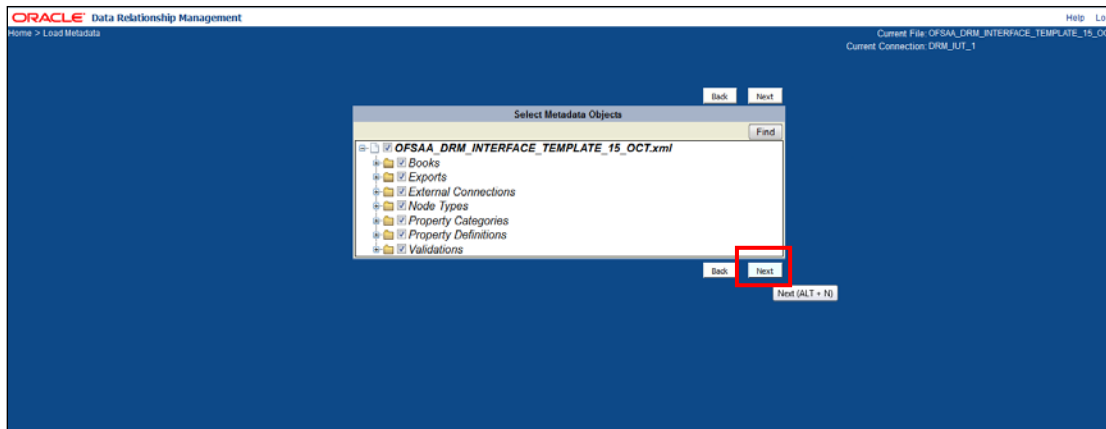 ORACLE Data Relationship Management
Help Lo
Home > Load Metadata
Current File: OFSAA_DRM_INTERFACE_TEMPLATE_15_OC
Current Connection: DRM_IUT_1
Back Next
Select Metadata Objects
Find
OFSAA_DRM_INTERFACE_TEMPLATE_15_OCT.xml
Books
Exports
External Connections
Node Types
Property Categories
Property Definitions
Validations
Back Next
Next (ALT + N)